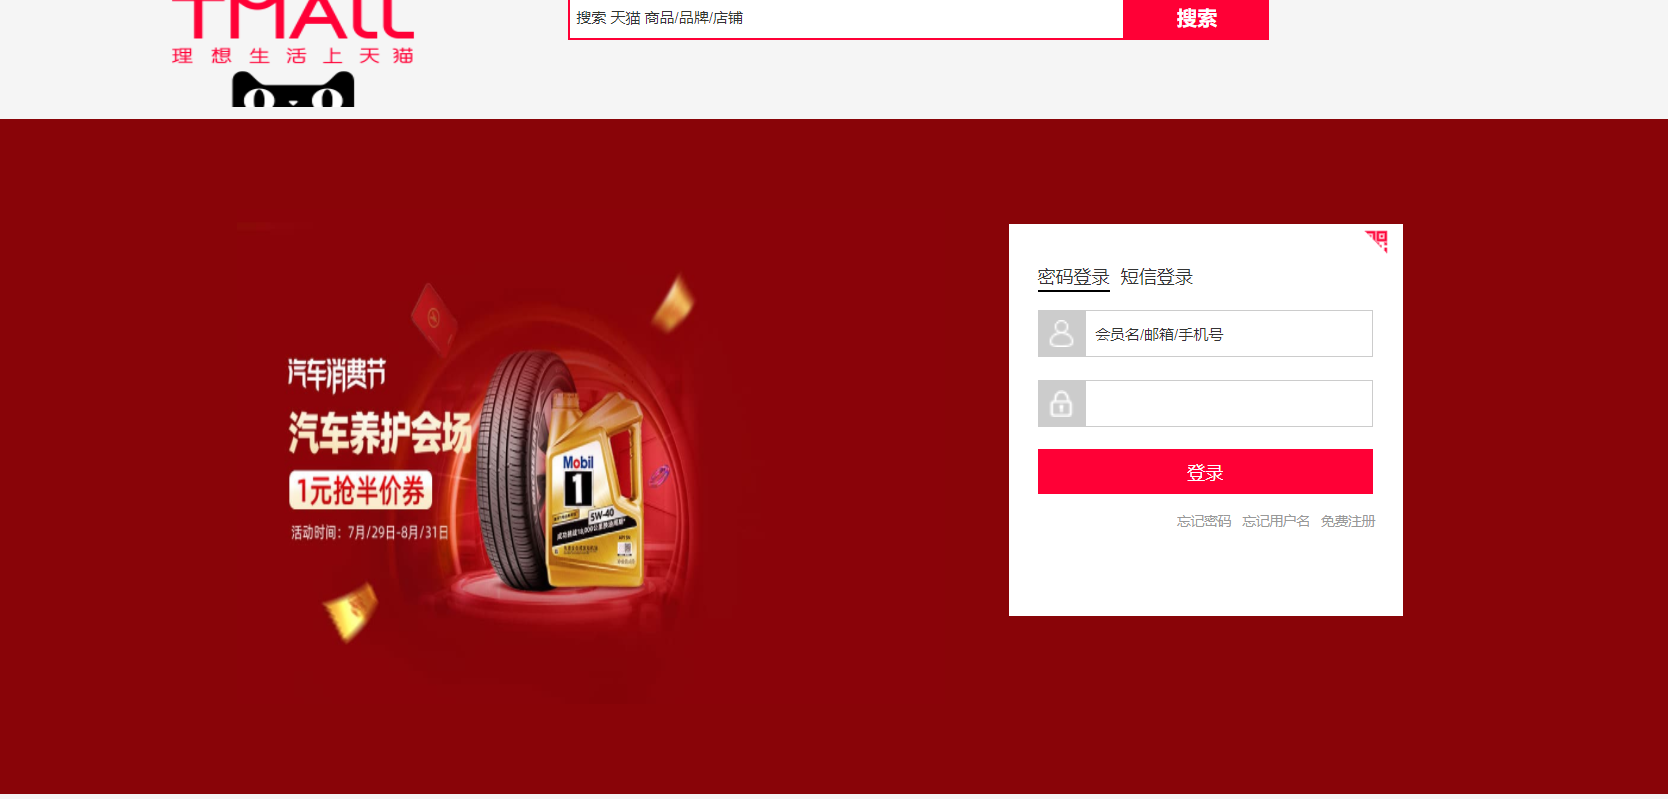 TMALL
理想生活上天猫
搜索 天猫 商品/品牌/店铺
搜索
密码登录 短信登录
会员名/邮箱/手机号
登录
忘记密码 忘记用户名 免费注册
汽车消费节
汽车养护会场
1元抢半价券
活动时间：7月/29日-8月/31日
Mobil
1
5W-40